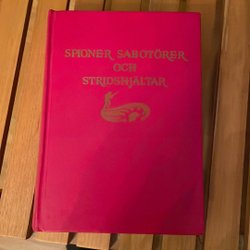 SPIONER SABOTÖRER
OCH
STRIDSHJÄLTAR